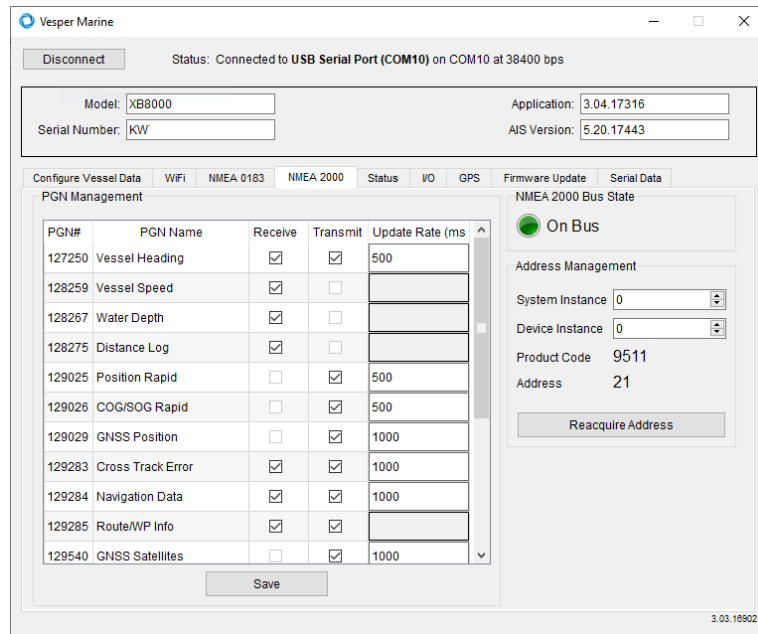 Vesper Marine
Disconnect Status: Connected to USB Serial Port (COM10) on COM10 at 38400 bps
Model: XB8000 Application: 3.04.17316
Serial Number: KW AIS Version: 5.20.17443
Configure Vessel Data WiFi NMEA 0183 NMEA 2000 Status I/O GPS Firmware Update Serial Data
PGN Management NMEA 2000 Bus State
On Bus
PGN# PGN Name Receive Transmit Update Rate (ms
127250 Vessel Heading 500
128259 Vessel Speed
128267 Water Depth
128275 Distance Log
129025 Position Rapid 500
129026 COG/SOG Rapid 500
129029 GNSS Position 1000
129283 Cross Track Error 1000
129284 Navigation Data 1000
129285 Route/WP Info
129540 GNSS Satellites 1000
Save
Address Management
System Instance 0
Device Instance 0
Product Code 9511
Address 21
Reacquire Address
3.03.16902